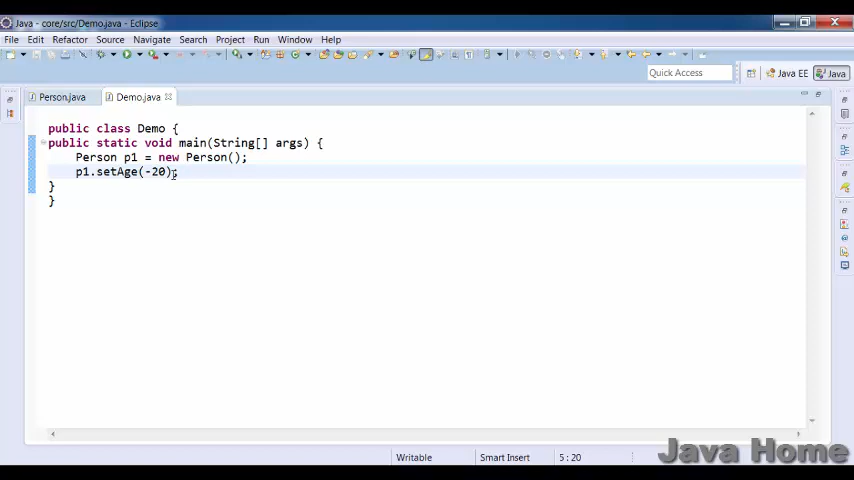 Java - core/src/Demo.java - Eclipse
File Edit Refactor Source Navigate Search Project Run Window Help
Quick Access Java EE Java
Person.java Demo.java
public class Demo {
public static void main(String[] args) {
Person p1 = new Person();
p1.setAge(-20);
}
}
Writable Smart Insert 5 : 20
Java Home